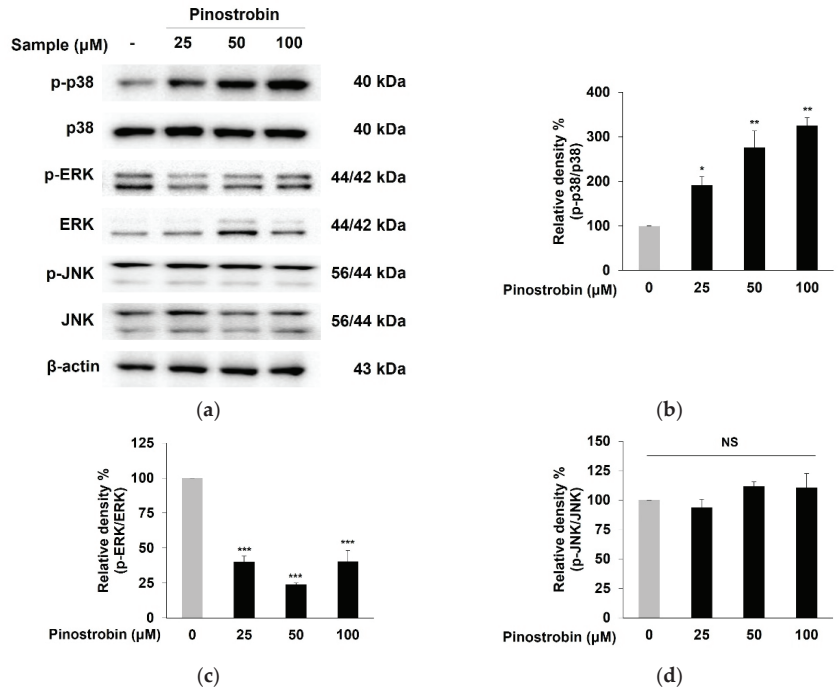 Pinostrobin
Sample (µM) - 25 50 100
p-p38 40 kDa
p38 40 kDa
p-ERK 44/42 kDa
ERK 44/42 kDa
p-JNK 56/44 kDa
JNK 56/44 kDa
β-actin 43 kDa
(a)
Relative density %
(p-p38/p38)
400
300
200
100
0
*
**
**
Pinostrobin (µM) 0 25 50 100
(b)
Relative density %
(p-ERK/ERK)
125
100
75
50
25
0
***
***
***
Pinostrobin (µM) 0 25 50 100
(c)
Relative density %
(p-JNK/JNK)
150
125
100
75
50
25
0
NS
Pinostrobin (µM) 0 25 50 100
(d)